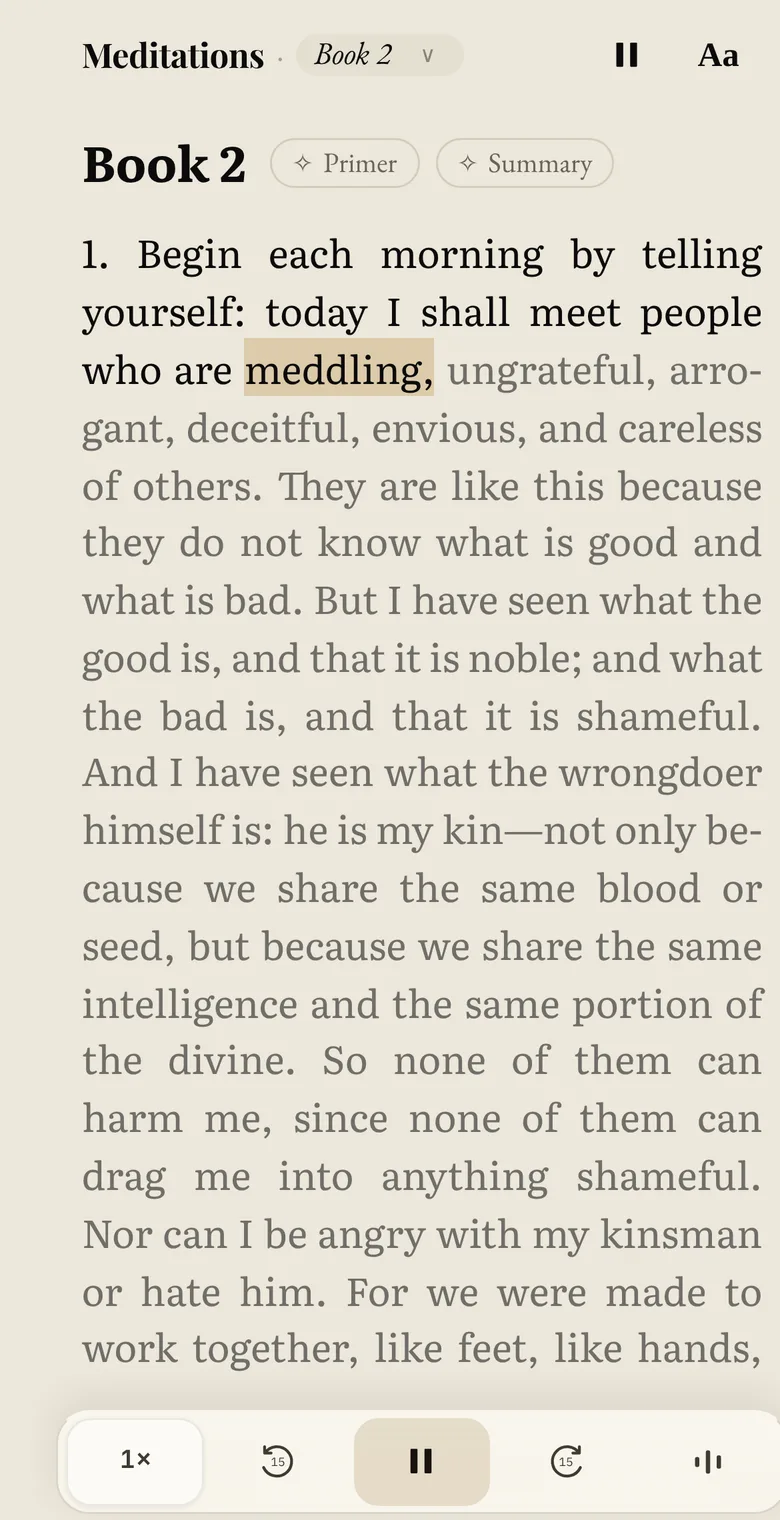 Meditations · Book 2
Aa
Book 2 Primer Summary
1. Begin each morning by telling
yourself: today I shall meet people
who are meddling, ungrateful, arro-
gant, deceitful, envious, and careless
of others. They are like this because
they do not know what is good and
what is bad. But I have seen what the
good is, and that it is noble; and what
the bad is, and that it is shameful.
And I have seen what the wrongdoer
himself is: he is my kin—not only be-
cause we share the same blood or
seed, but because we share the same
intelligence and the same portion of
the divine. So none of them can
harm me, since none of them can
drag me into anything shameful.
Nor can I be angry with my kinsman
or hate him. For we were made to
work together, like feet, like hands,
1× 15 15